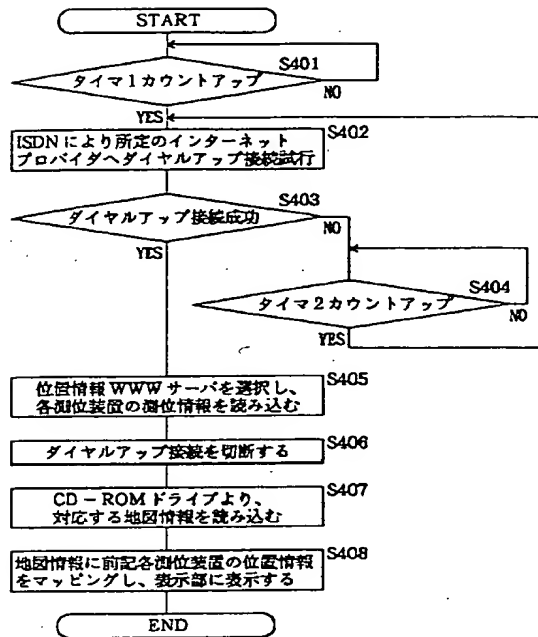 START
S401
タイマ1カウントアップ
NO
YES
S402
ISDNにより所定のインターネット
プロバイダへダイヤルアップ接続試行
S403
ダイヤルアップ接続成功
NO
YES
S404
タイマ2カウントアップ
NO
YES
S405
位置情報WWWサーバを選択し、
各測位装置の測位情報を読み込む
S406
ダイヤルアップ接続を切断する
S407
CD-ROMドライブより、
対応する地図情報を読み込む
S408
地図情報に前記各測位装置の位置情報
をマッピングし、表示部に表示する
END